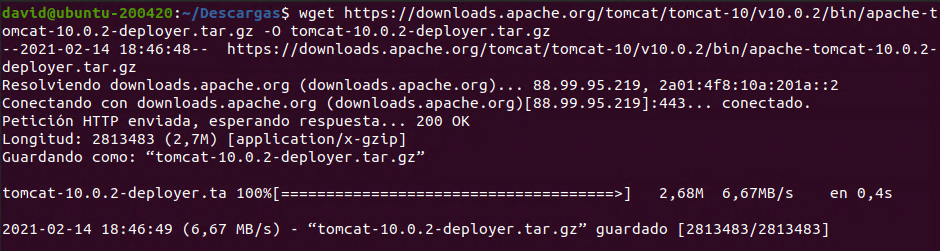 david@ubuntu-200420:~/Descargas$ wget https://downloads.apache.org/tomcat/tomcat-10/v10.0.2/bin/apache-t
omcat-10.0.2-deployer.tar.gz -O tomcat-10.0.2-deployer.tar.gz
--2021-02-14 18:46:48--  https://downloads.apache.org/tomcat/tomcat-10/v10.0.2/bin/apache-tomcat-10.0.2-
deployer.tar.gz
Resolviendo downloads.apache.org (downloads.apache.org)... 88.99.95.219, 2a01:4f8:10a:201a::2
Conectando con downloads.apache.org (downloads.apache.org)[88.99.95.219]:443... conectado.
Petición HTTP enviada, esperando respuesta... 200 OK
Longitud: 2813483 (2,7M) [application/x-gzip]
Guardando como: “tomcat-10.0.2-deployer.tar.gz”
tomcat-10.0.2-deployer.ta 100%[=====================================>]   2,68M  6,67MB/s    en 0,4s
2021-02-14 18:46:49 (6,67 MB/s) - “tomcat-10.0.2-deployer.tar.gz” guardado [2813483/2813483]